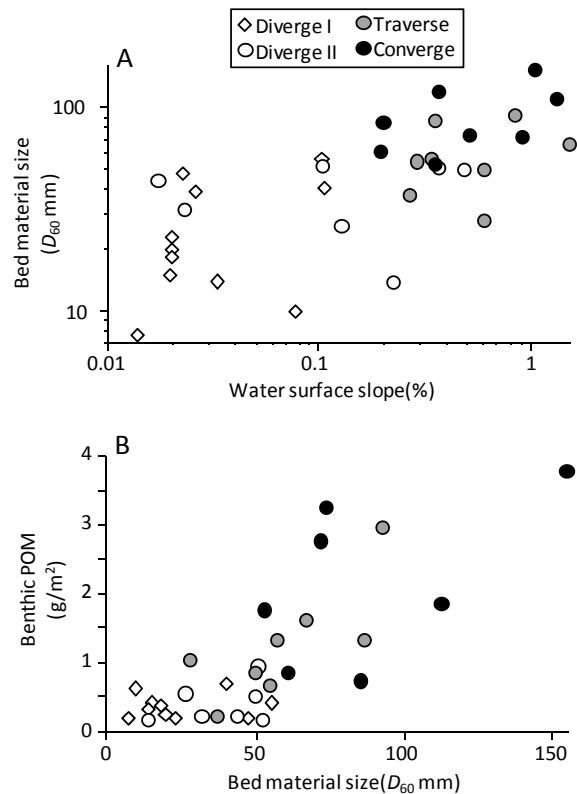 Diverge I Traverse
Diverge II Converge
A
100
10
Bed material size
(D60 mm)
0.01 0.1 1
Water surface slope(%)
B
4
3
2
1
0
Benthic POM
(g/m2)
0 50 100 150
Bed material size(D60 mm)